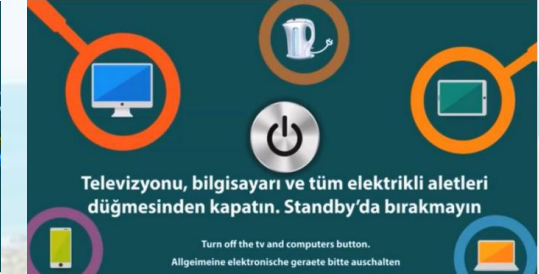 Televizyonu, bilgisayarı ve tüm elektrikli aletleri
düğmesinden kapatın. Standby'da bırakmayın
Turn off the tv and computers button.
Allgeimeine elektronische geraete bitte auschalten